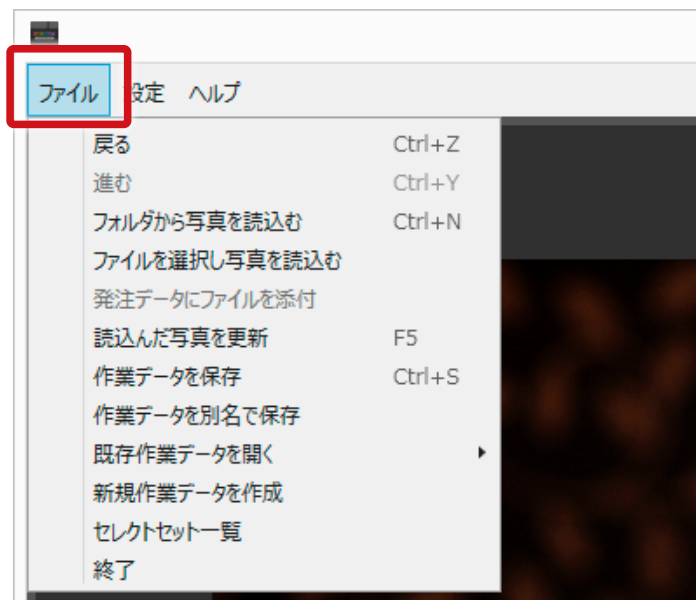 ファイル 設定 ヘルプ
戻る Ctrl+Z
進む Ctrl+Y
フォルダから写真を読込む Ctrl+N
ファイルを選択し写真を読込む
発注データにファイルを添付
読込んだ写真を更新 F5
作業データを保存 Ctrl+S
作業データを別名で保存
既存作業データを開く
新規作業データを作成
セレクトセット一覧
終了